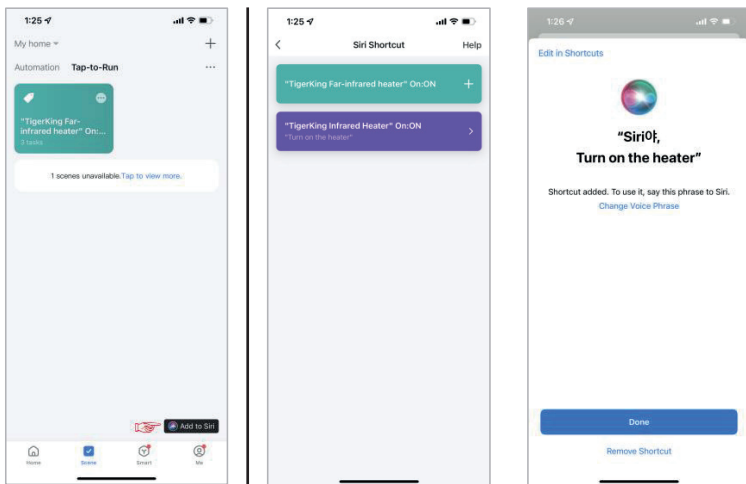 1:25
My home
Automation Tap-to-Run
"TigerKing Far-
infrared heater" On:...
3 tasks
1 scenes unavailable.Tap to view more.
Add to Siri
Home Scene Smart Me
1:25
Siri Shortcut Help
"TigerKing Far-infrared heater" On:ON
"TigerKing Infrared Heater" On:ON
"Turn on the heater"
1:26
Edit in Shortcuts
"Siri야,
Turn on the heater"
Shortcut added. To use it, say this phrase to Siri.
Change Voice Phrase
Done
Remove Shortcut